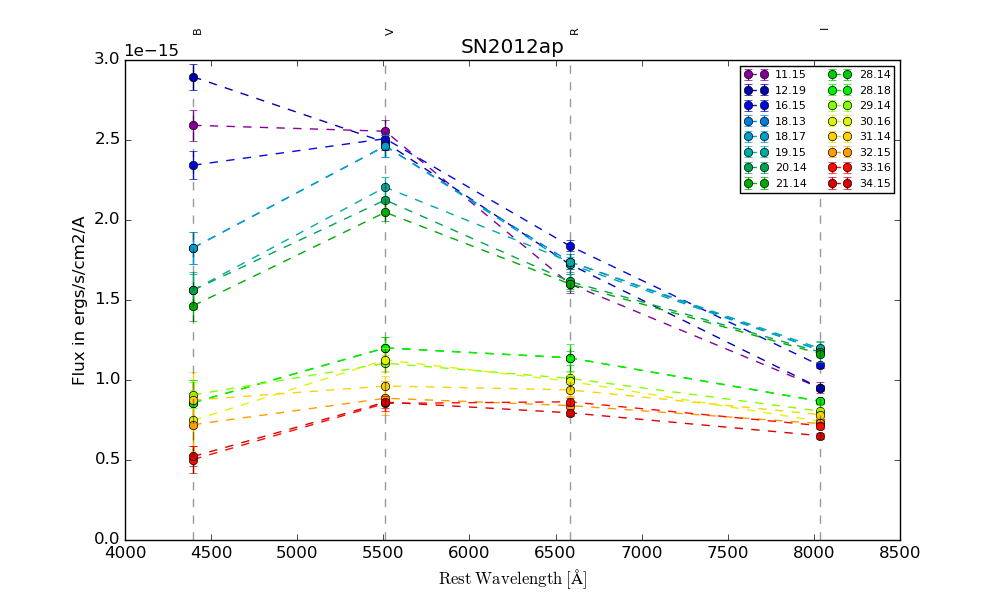 B
V
R
I
1e−15
SN2012ap
3.0
2.5
2.0
1.5
1.0
0.5
0.0
Flux in ergs/s/cm2/A
11.15
12.19
16.15
18.13
18.17
19.15
20.14
21.14
28.14
28.18
29.14
30.16
31.14
32.15
33.16
34.15
4000 4500 5000 5500 6000 6500 7000 7500 8000 8500
Rest Wavelength [Å]